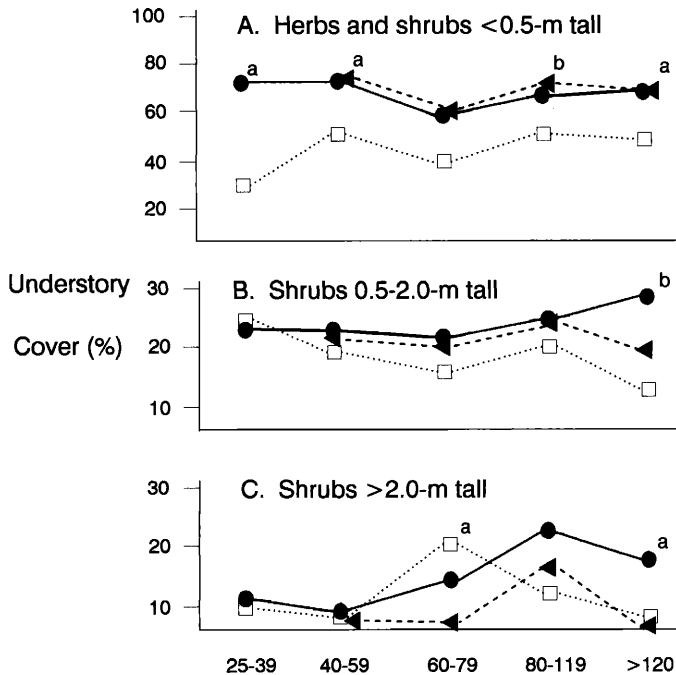 100
A. Herbs and shrubs <0.5-m tall
80
a
a
b
a
60
40
20
Understory
Cover (%)
30
B. Shrubs 0.5-2.0-m tall
b
20
10
30
C. Shrubs >2.0-m tall
a
a
20
10
25-39 40-59 60-79 80-119 >120